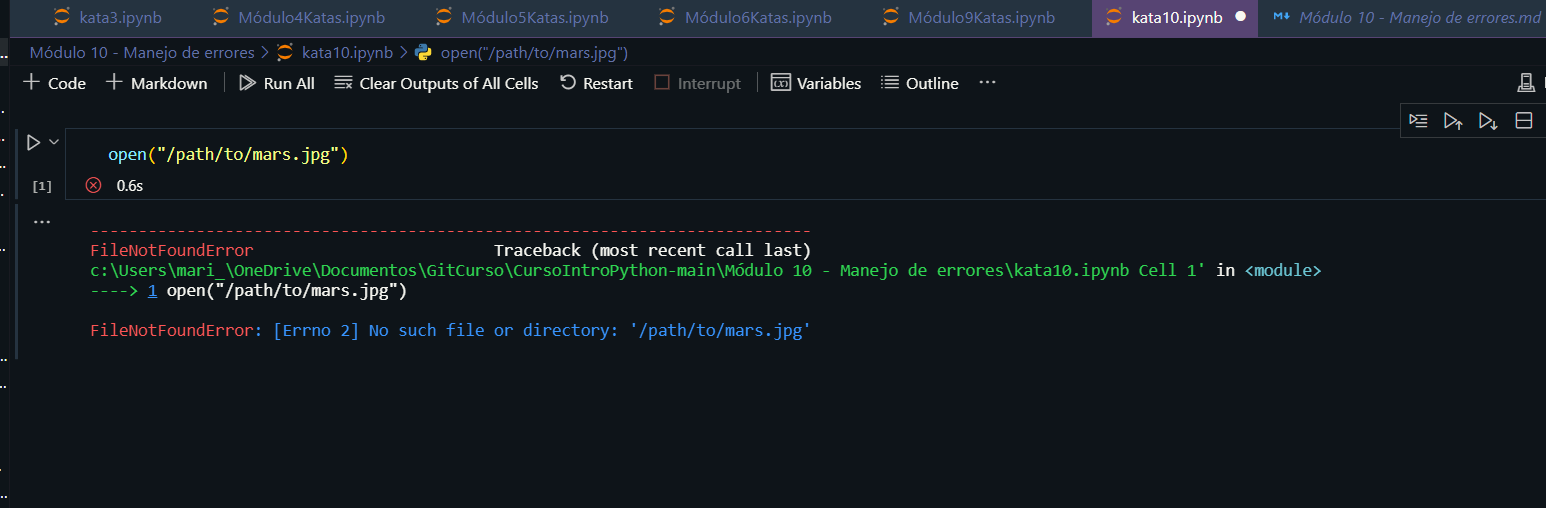 kata3.ipynb Módulo4Katas.ipynb Módulo5Katas.ipynb Módulo6Katas.ipynb Módulo9Katas.ipynb kata10.ipynb Módulo 10 - Manejo de errores.md
Módulo 10 - Manejo de errores > kata10.ipynb > open("/path/to/mars.jpg")
+ Code + Markdown Run All Clear Outputs of All Cells Restart Interrupt Variables Outline ...
open("/path/to/mars.jpg")
[1] 0.6s
...
---------------------------------------------------------------------------
FileNotFoundError Traceback (most recent call last)
c:\Users\mari_\OneDrive\Documentos\GitCurso\CursoIntroPython-main\Módulo 10 - Manejo de errores\kata10.ipynb Cell 1' in <module>
----> 1 open("/path/to/mars.jpg")
FileNotFoundError: [Errno 2] No such file or directory: '/path/to/mars.jpg'